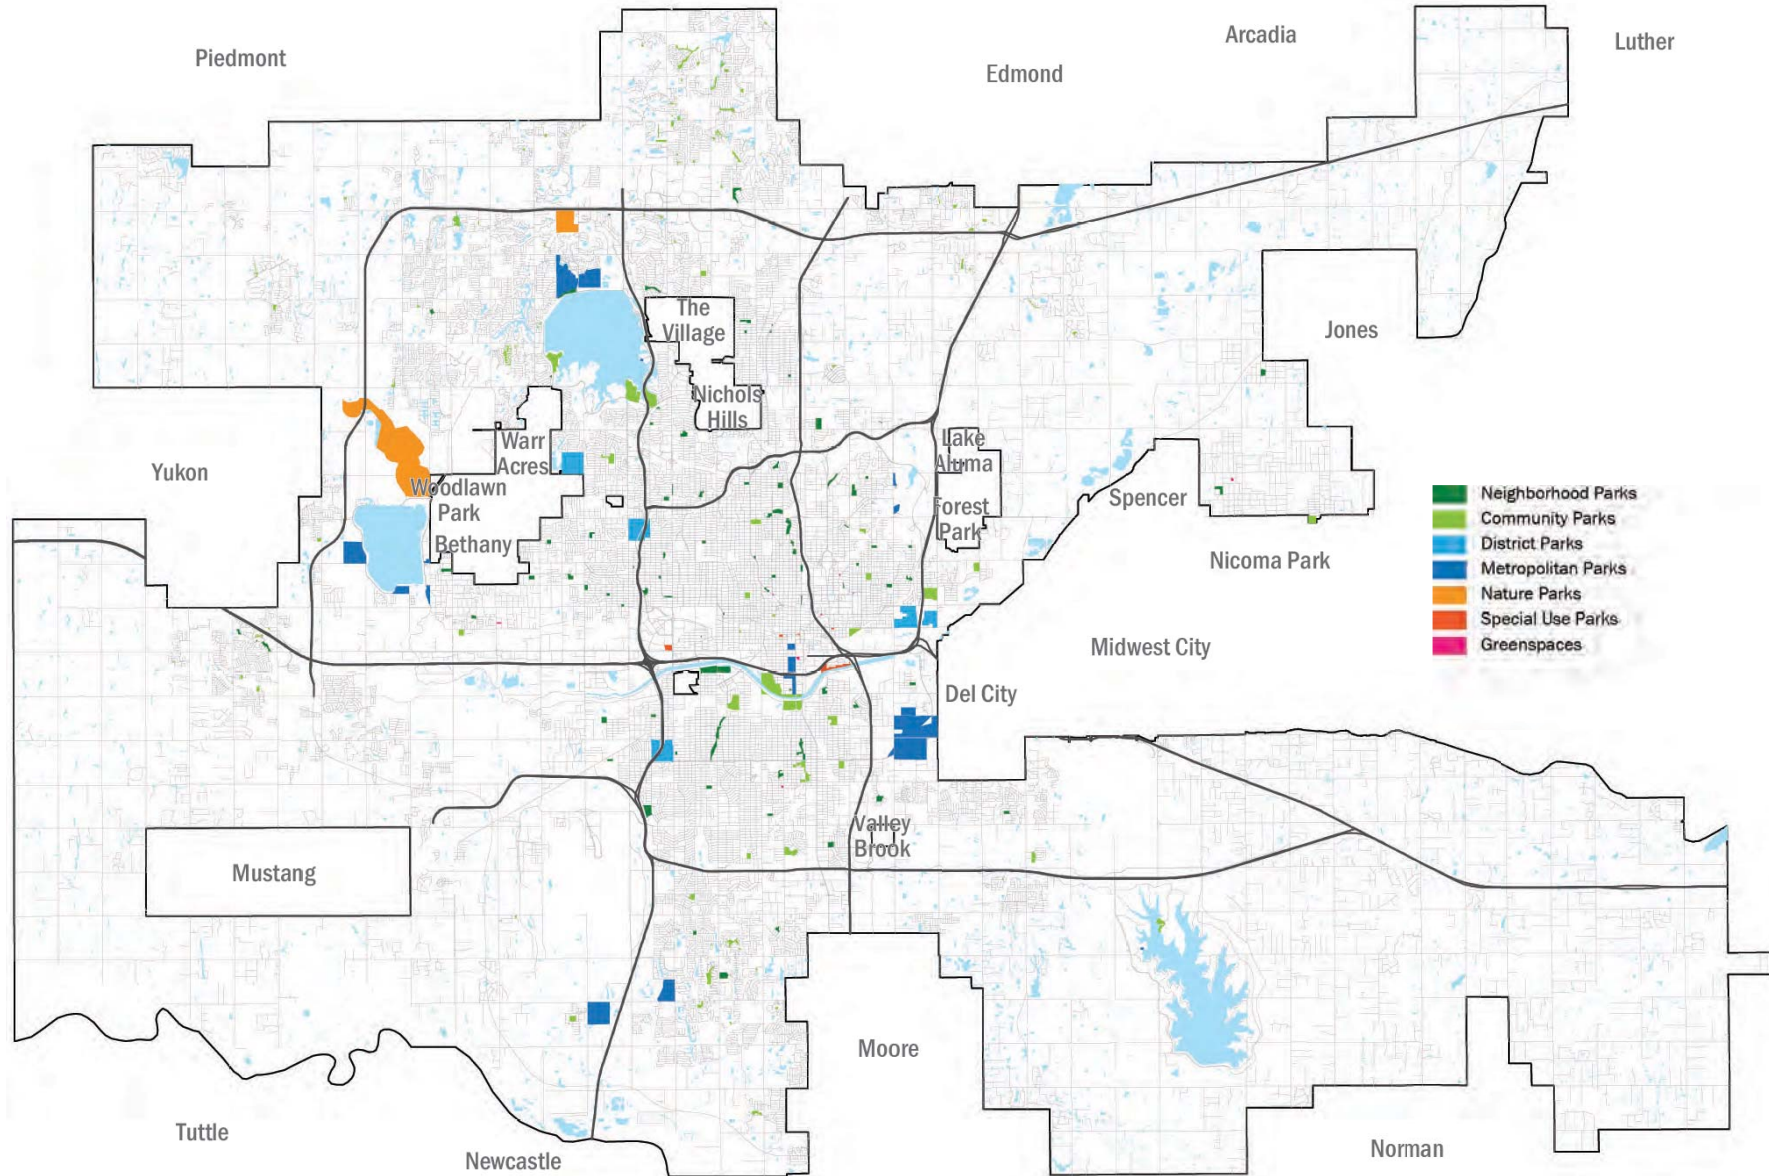 Arcadia
Luther
Piedmont
Edmond
The
Village
Jones
Nichols
Hills
Warr
Acres
Lake
Aluma
Yukon
Woodlawn
Park
Spencer
Forest
Park
Bethany
Nicoma Park
Neighborhood Parks
Community Parks
District Parks
Metropolitan Parks
Nature Parks
Special Use Parks
Greenspaces
Midwest City
Del City
Valley
Brook
Mustang
Moore
Tuttle
Newcastle
Norman